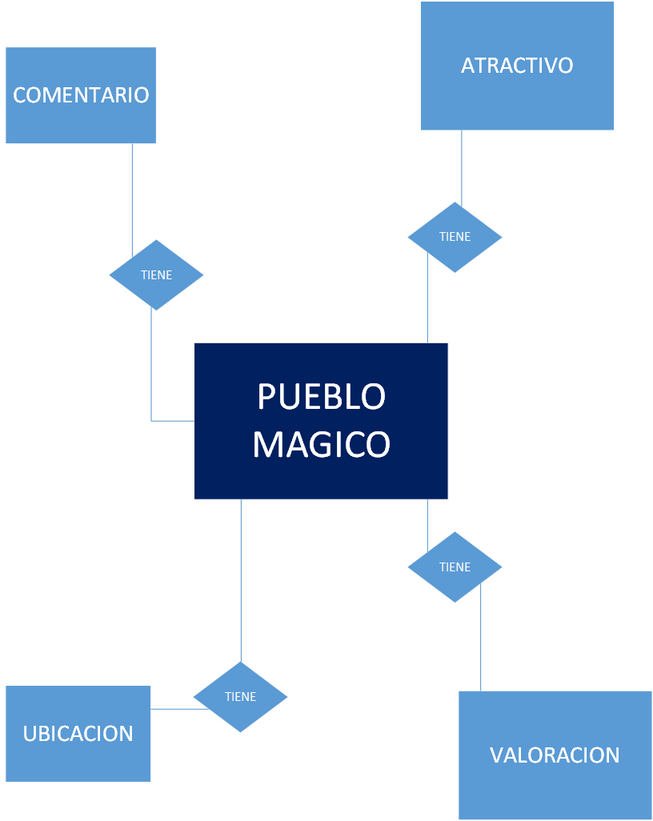 ATRACTIVO
COMENTARIO
TIENE
TIENE
PUEBLO
MAGICO
TIENE
TIENE
UBICACION
VALORACION